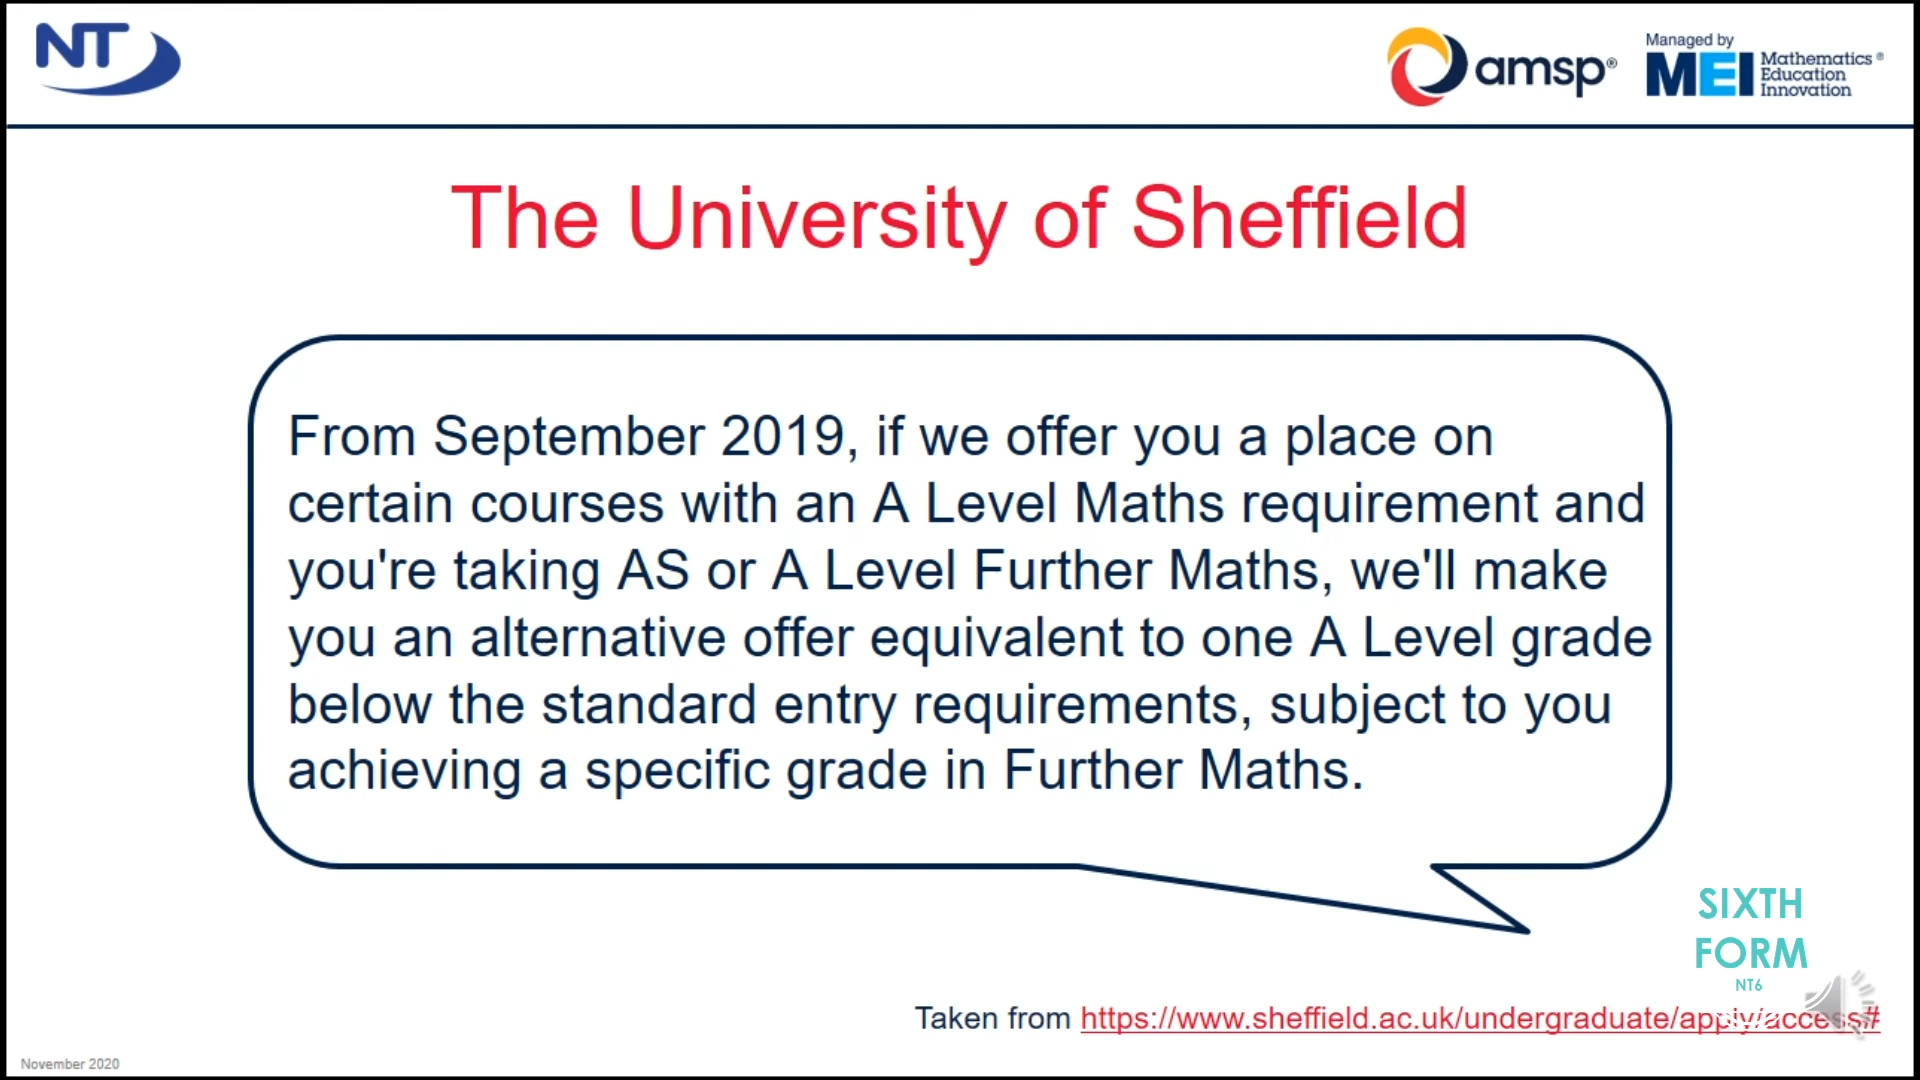 NT
amsp®
Managed by
MEI Mathematics ®
Education
Innovation
The University of Sheffield
From September 2019, if we offer you a place on
certain courses with an A Level Maths requirement and
you're taking AS or A Level Further Maths, we'll make
you an alternative offer equivalent to one A Level grade
below the standard entry requirements, subject to you
achieving a specific grade in Further Maths.
SIXTH
FORM
NT6
Taken from https://www.sheffield.ac.uk/undergraduate/apply/access#
November 2020